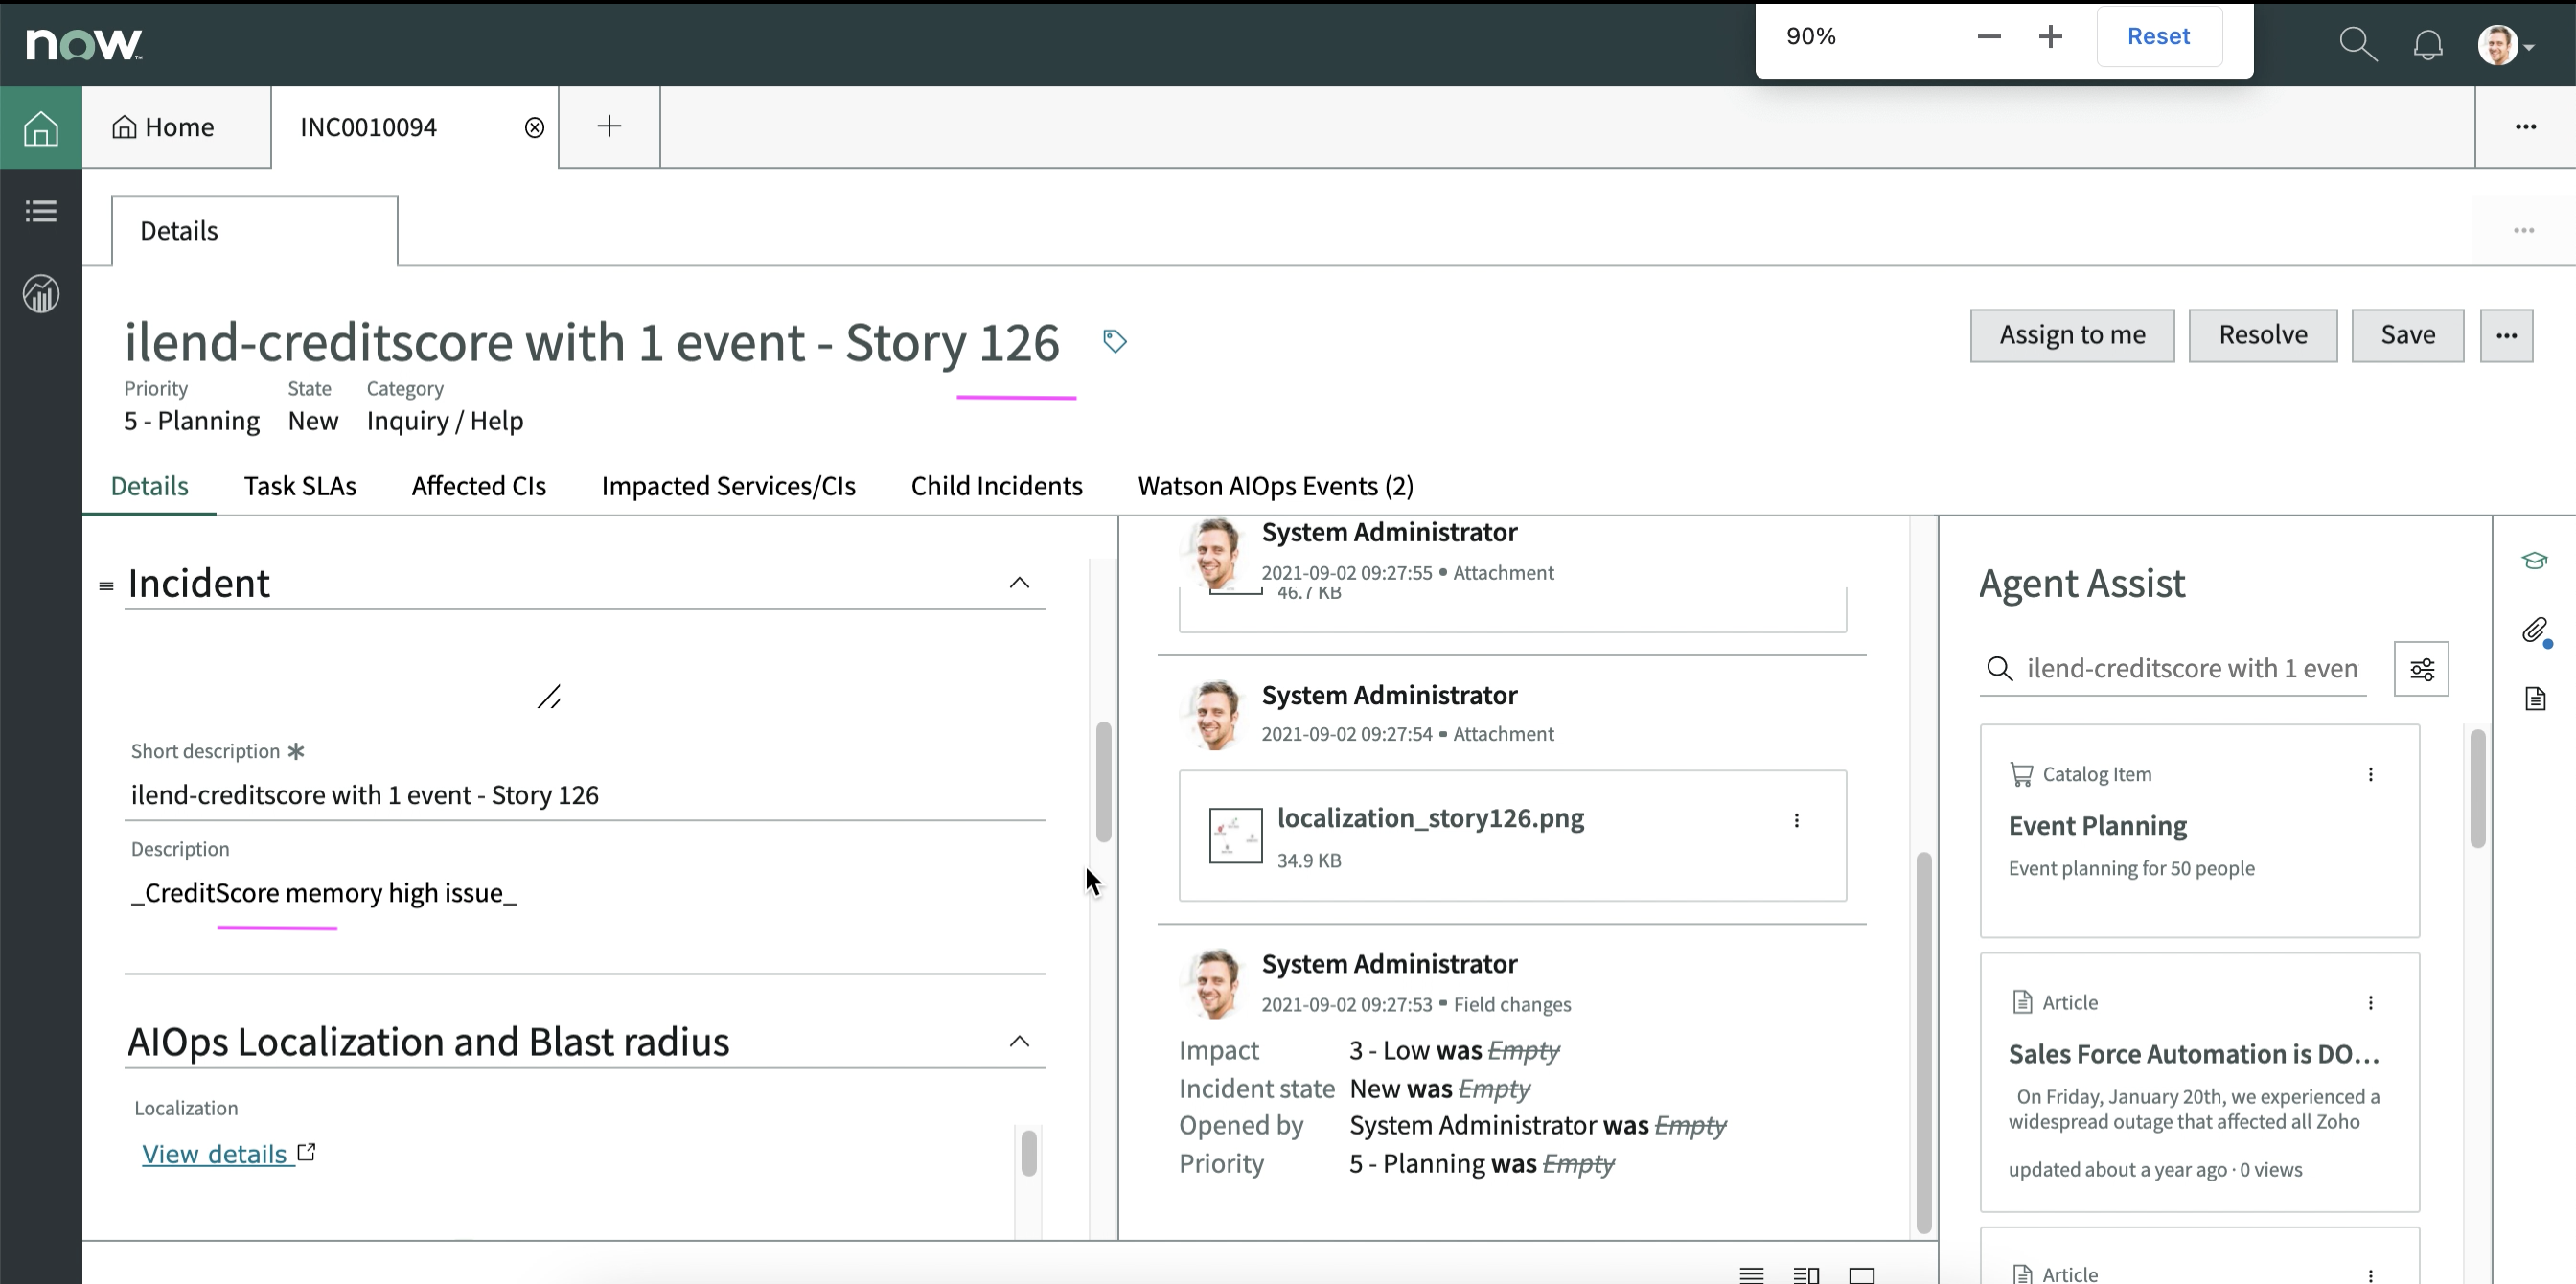 now
90%
Reset
Home
INC0010094
Details
ilend-creditscore with 1 event - Story 126
Assign to me
Resolve
Save
Priority
State
Category
5 - Planning
New
Inquiry / Help
Details
Task SLAs
Affected CIs
Impacted Services/CIs
Child Incidents
Watson AIOps Events (2)
Incident
Short description
ilend-creditscore with 1 event - Story 126
Description
_CreditScore memory high issue_
AIOps Localization and Blast radius
Localization
View details
System Administrator
2021-09-02 09:27:55 • Attachment
46.7 KB
System Administrator
2021-09-02 09:27:54 • Attachment
localization_story126.png
34.9 KB
System Administrator
2021-09-02 09:27:53 • Field changes
Impact 3 - Low was Empty
Incident state New was Empty
Opened by System Administrator was Empty
Priority 5 - Planning was Empty
Agent Assist
ilend-creditscore with 1 even
Catalog Item
Event Planning
Event planning for 50 people
Article
Sales Force Automation is DO...
On Friday, January 20th, we experienced a
widespread outage that affected all Zoho
updated about a year ago · 0 views
Article